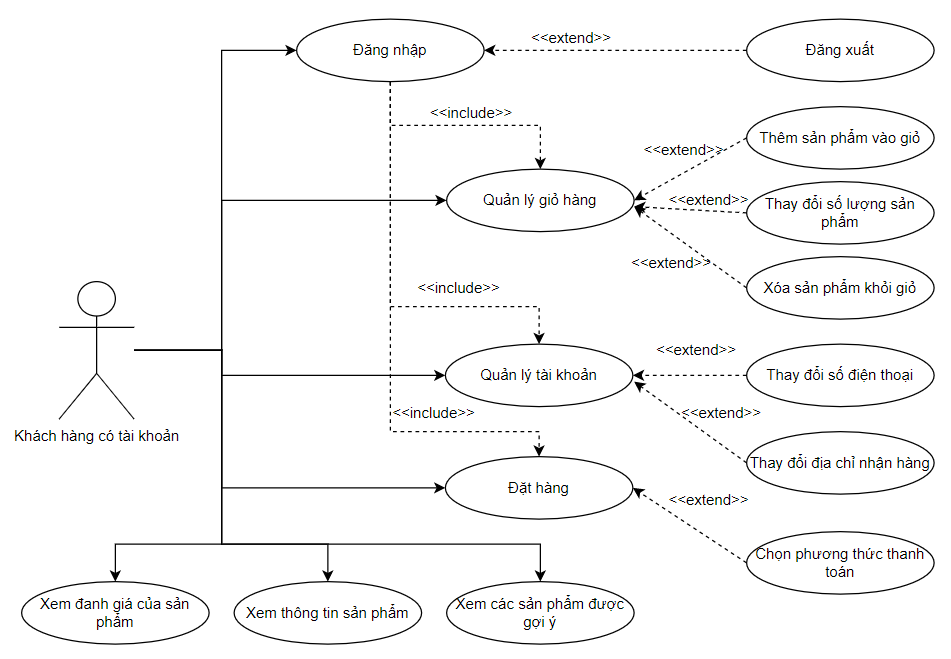 Đăng nhập
<<extend>>
Đăng xuất
<<include>>
Thêm sản phẩm vào giỏ
<<extend>>
Quản lý giỏ hàng
<<extend>>
Thay đổi số lượng sản
phẩm
<<extend>>
Xóa sản phẩm khỏi giỏ
<<include>>
Khách hàng có tài khoản
Quản lý tài khoản
<<extend>>
Thay đổi số điện thoại
<<include>>
<<extend>>
Thay đổi địa chỉ nhận hàng
Đặt hàng
<<extend>>
Chọn phương thức thanh
toán
Xem đanh giá của sản
phẩm
Xem thông tin sản phẩm
Xem các sản phẩm được
gợi ý